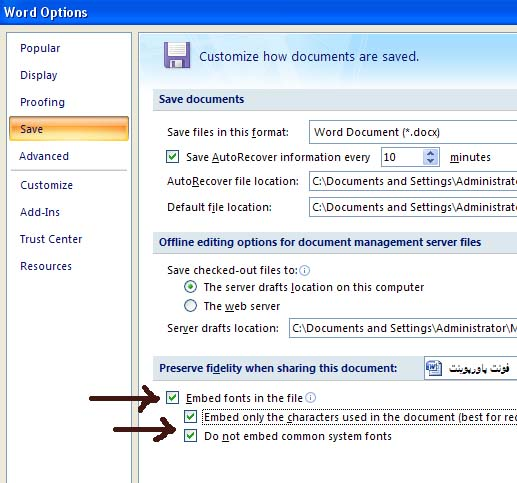 Word Options
Popular
Display
Proofing
Save
Advanced
Customize
Add-Ins
Trust Center
Resources
Customize how documents are saved.
Save documents
Save files in this format: Word Document (*.docx)
Save AutoRecover information every 10 minutes
AutoRecover file location: C:\Documents and Settings\Administrator
Default file location: C:\Documents and Settings\Administrator
Offline editing options for document management server files
Save checked-out files to:
The server drafts location on this computer
The web server
Server drafts location: C:\Documents and Settings\Administrator\M
Preserve fidelity when sharing this document: فونت باوربوينت
Embed fonts in the file
Embed only the characters used in the document (best for rec
Do not embed common system fonts